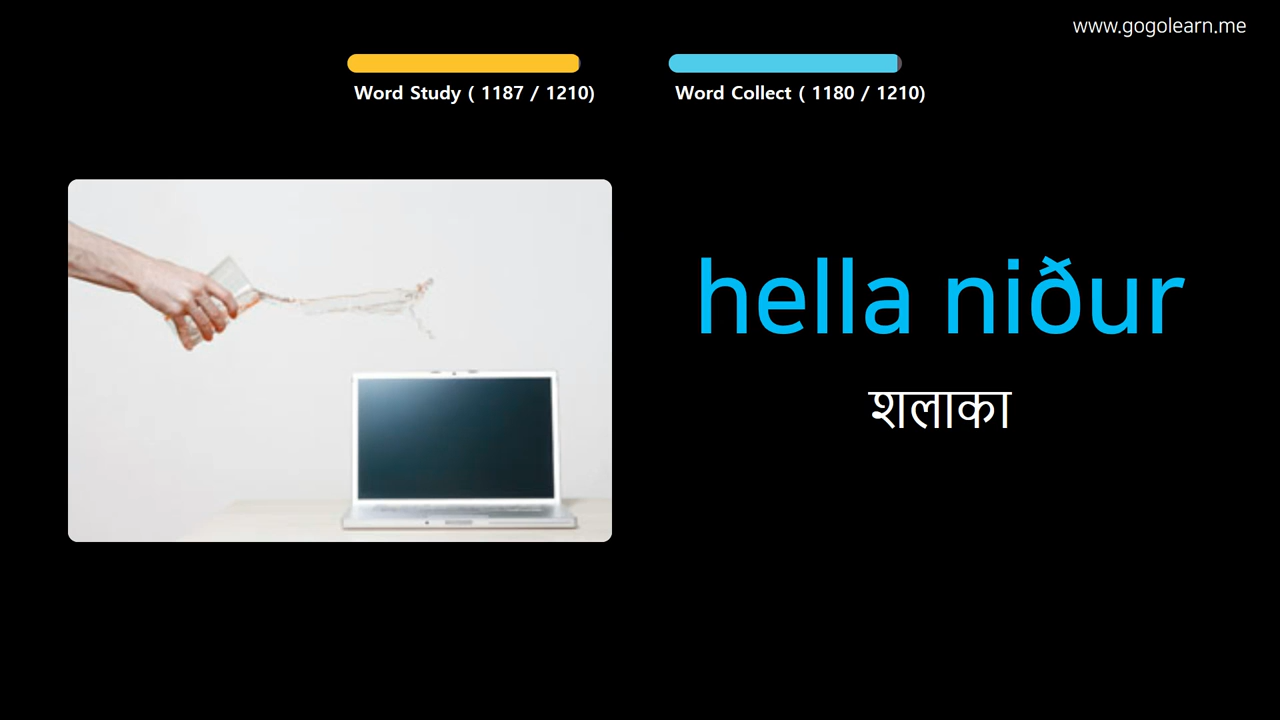 www.gogolearn.me
Word Study ( 1187 / 1210)
Word Collect ( 1180 / 1210)
hella niður
शलाका